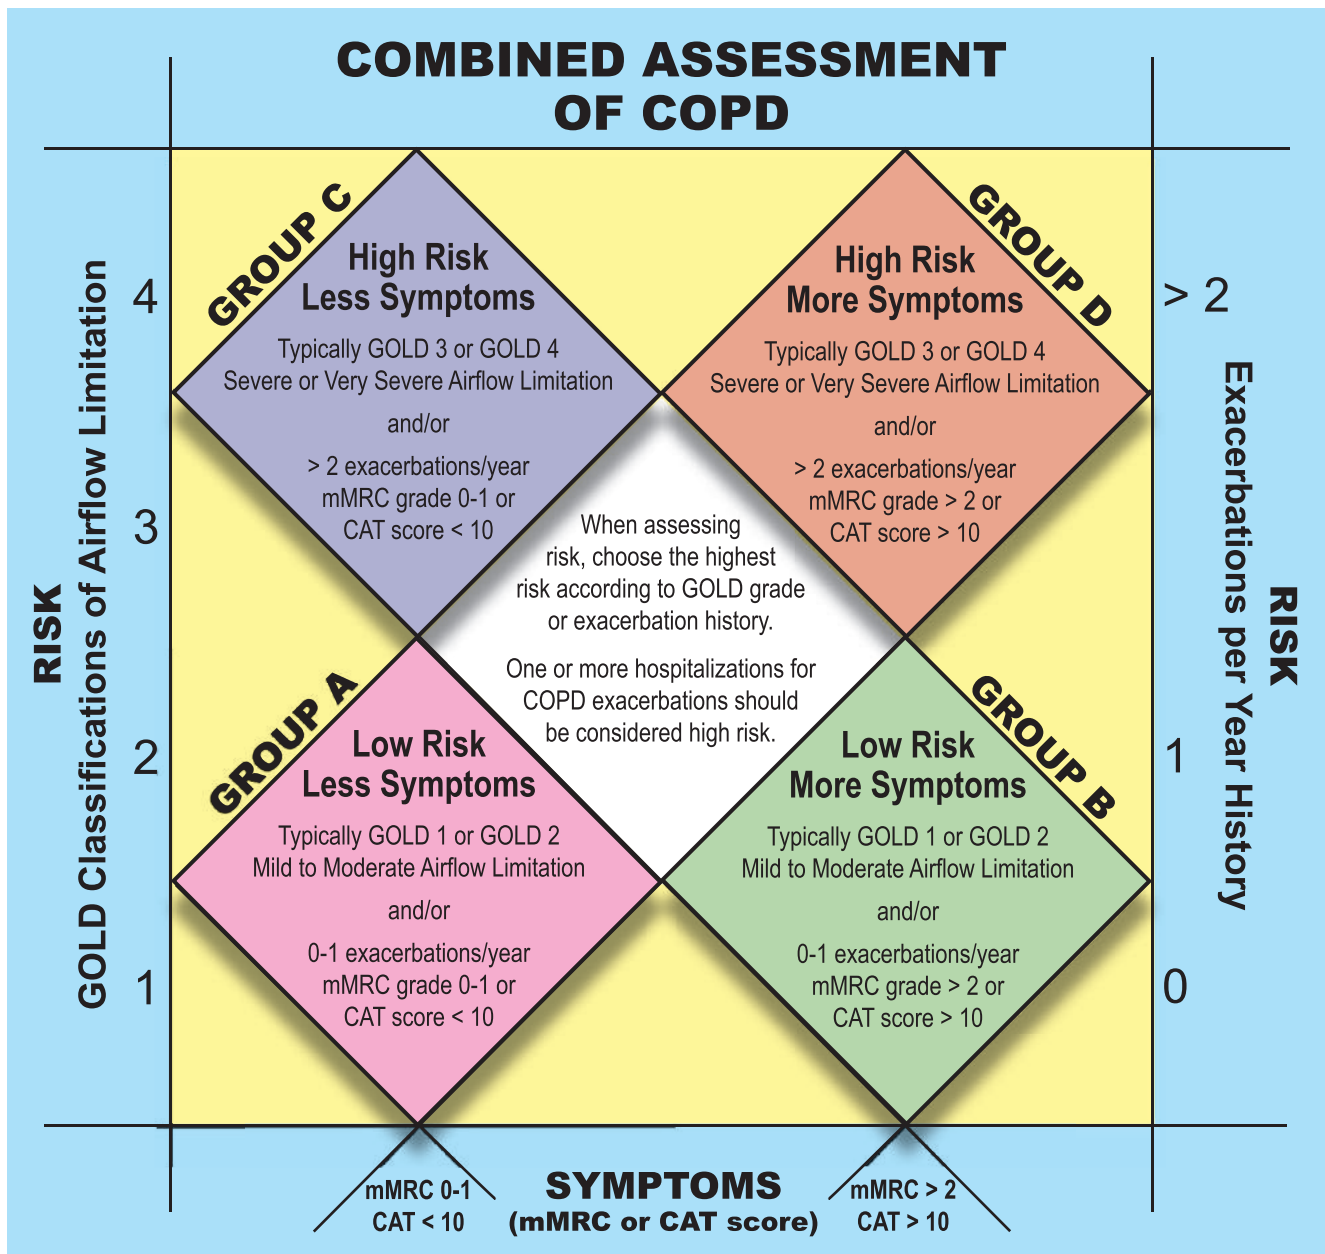 COMBINED ASSESSMENT
OF COPD
RISK
GOLD Classifications of Airflow Limitation
4
3
2
1
GROUP C
High Risk
Less Symptoms
Typically GOLD 3 or GOLD 4
Severe or Very Severe Airflow Limitation
and/or
> 2 exacerbations/year
mMRC grade 0-1 or
CAT score < 10
GROUP D
High Risk
More Symptoms
Typically GOLD 3 or GOLD 4
Severe or Very Severe Airflow Limitation
and/or
> 2 exacerbations/year
mMRC grade > 2 or
CAT score > 10
When assessing
risk, choose the highest
risk according to GOLD grade
or exacerbation history.
One or more hospitalizations for
COPD exacerbations should
be considered high risk.
GROUP A
Low Risk
Less Symptoms
Typically GOLD 1 or GOLD 2
Mild to Moderate Airflow Limitation
and/or
0-1 exacerbations/year
mMRC grade 0-1 or
CAT score < 10
GROUP B
Low Risk
More Symptoms
Typically GOLD 1 or GOLD 2
Mild to Moderate Airflow Limitation
and/or
0-1 exacerbations/year
mMRC grade > 2 or
CAT score > 10
> 2
1
0
Exacerbations per Year History
RISK
mMRC 0-1
CAT < 10
SYMPTOMS
(mMRC or CAT score)
mMRC > 2
CAT > 10